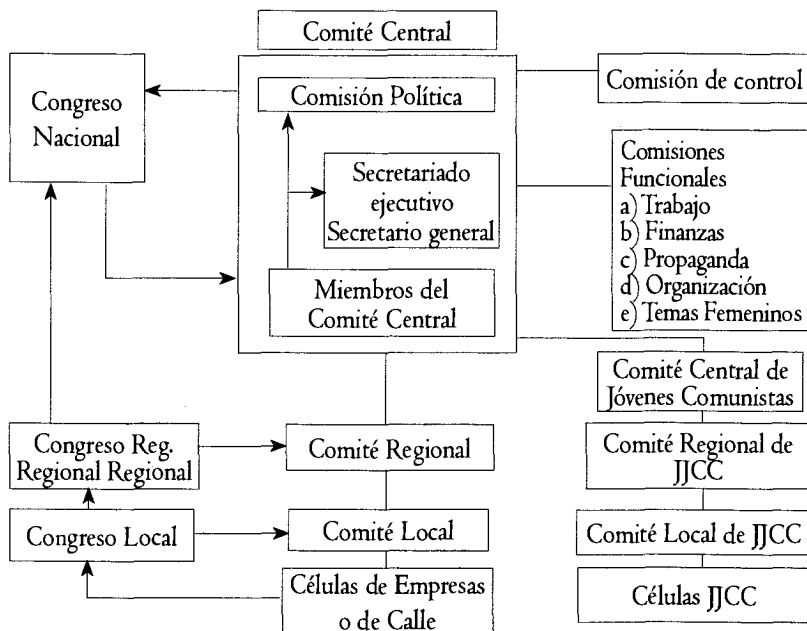 Comité Central
Congreso
Nacional
Comisión Política
Secretariado
ejecutivo
Secretario general
Miembros del
Comité Central
Comisión de control
Comisiones
Funcionales
a) Trabajo
b) Finanzas
c) Propaganda
d) Organización
e) Temas Femeninos
Comité Central de
Jóvenes Comunistas
Congreso Reg.
Regional Regional
Comité Regional
Comité Regional de
JJCC
Congreso Local
Comité Local
Comité Local de JJCC
Células de Empresas
o de Calle
Células JJCC